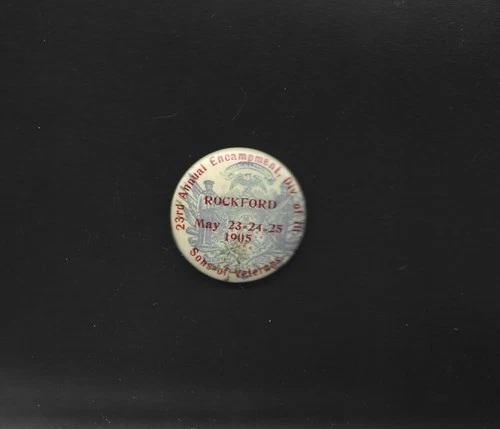 23rd Annual Encampment, Div. of Ill.
ROCKFORD
May 23-24-25
1905
Sons of Veterans